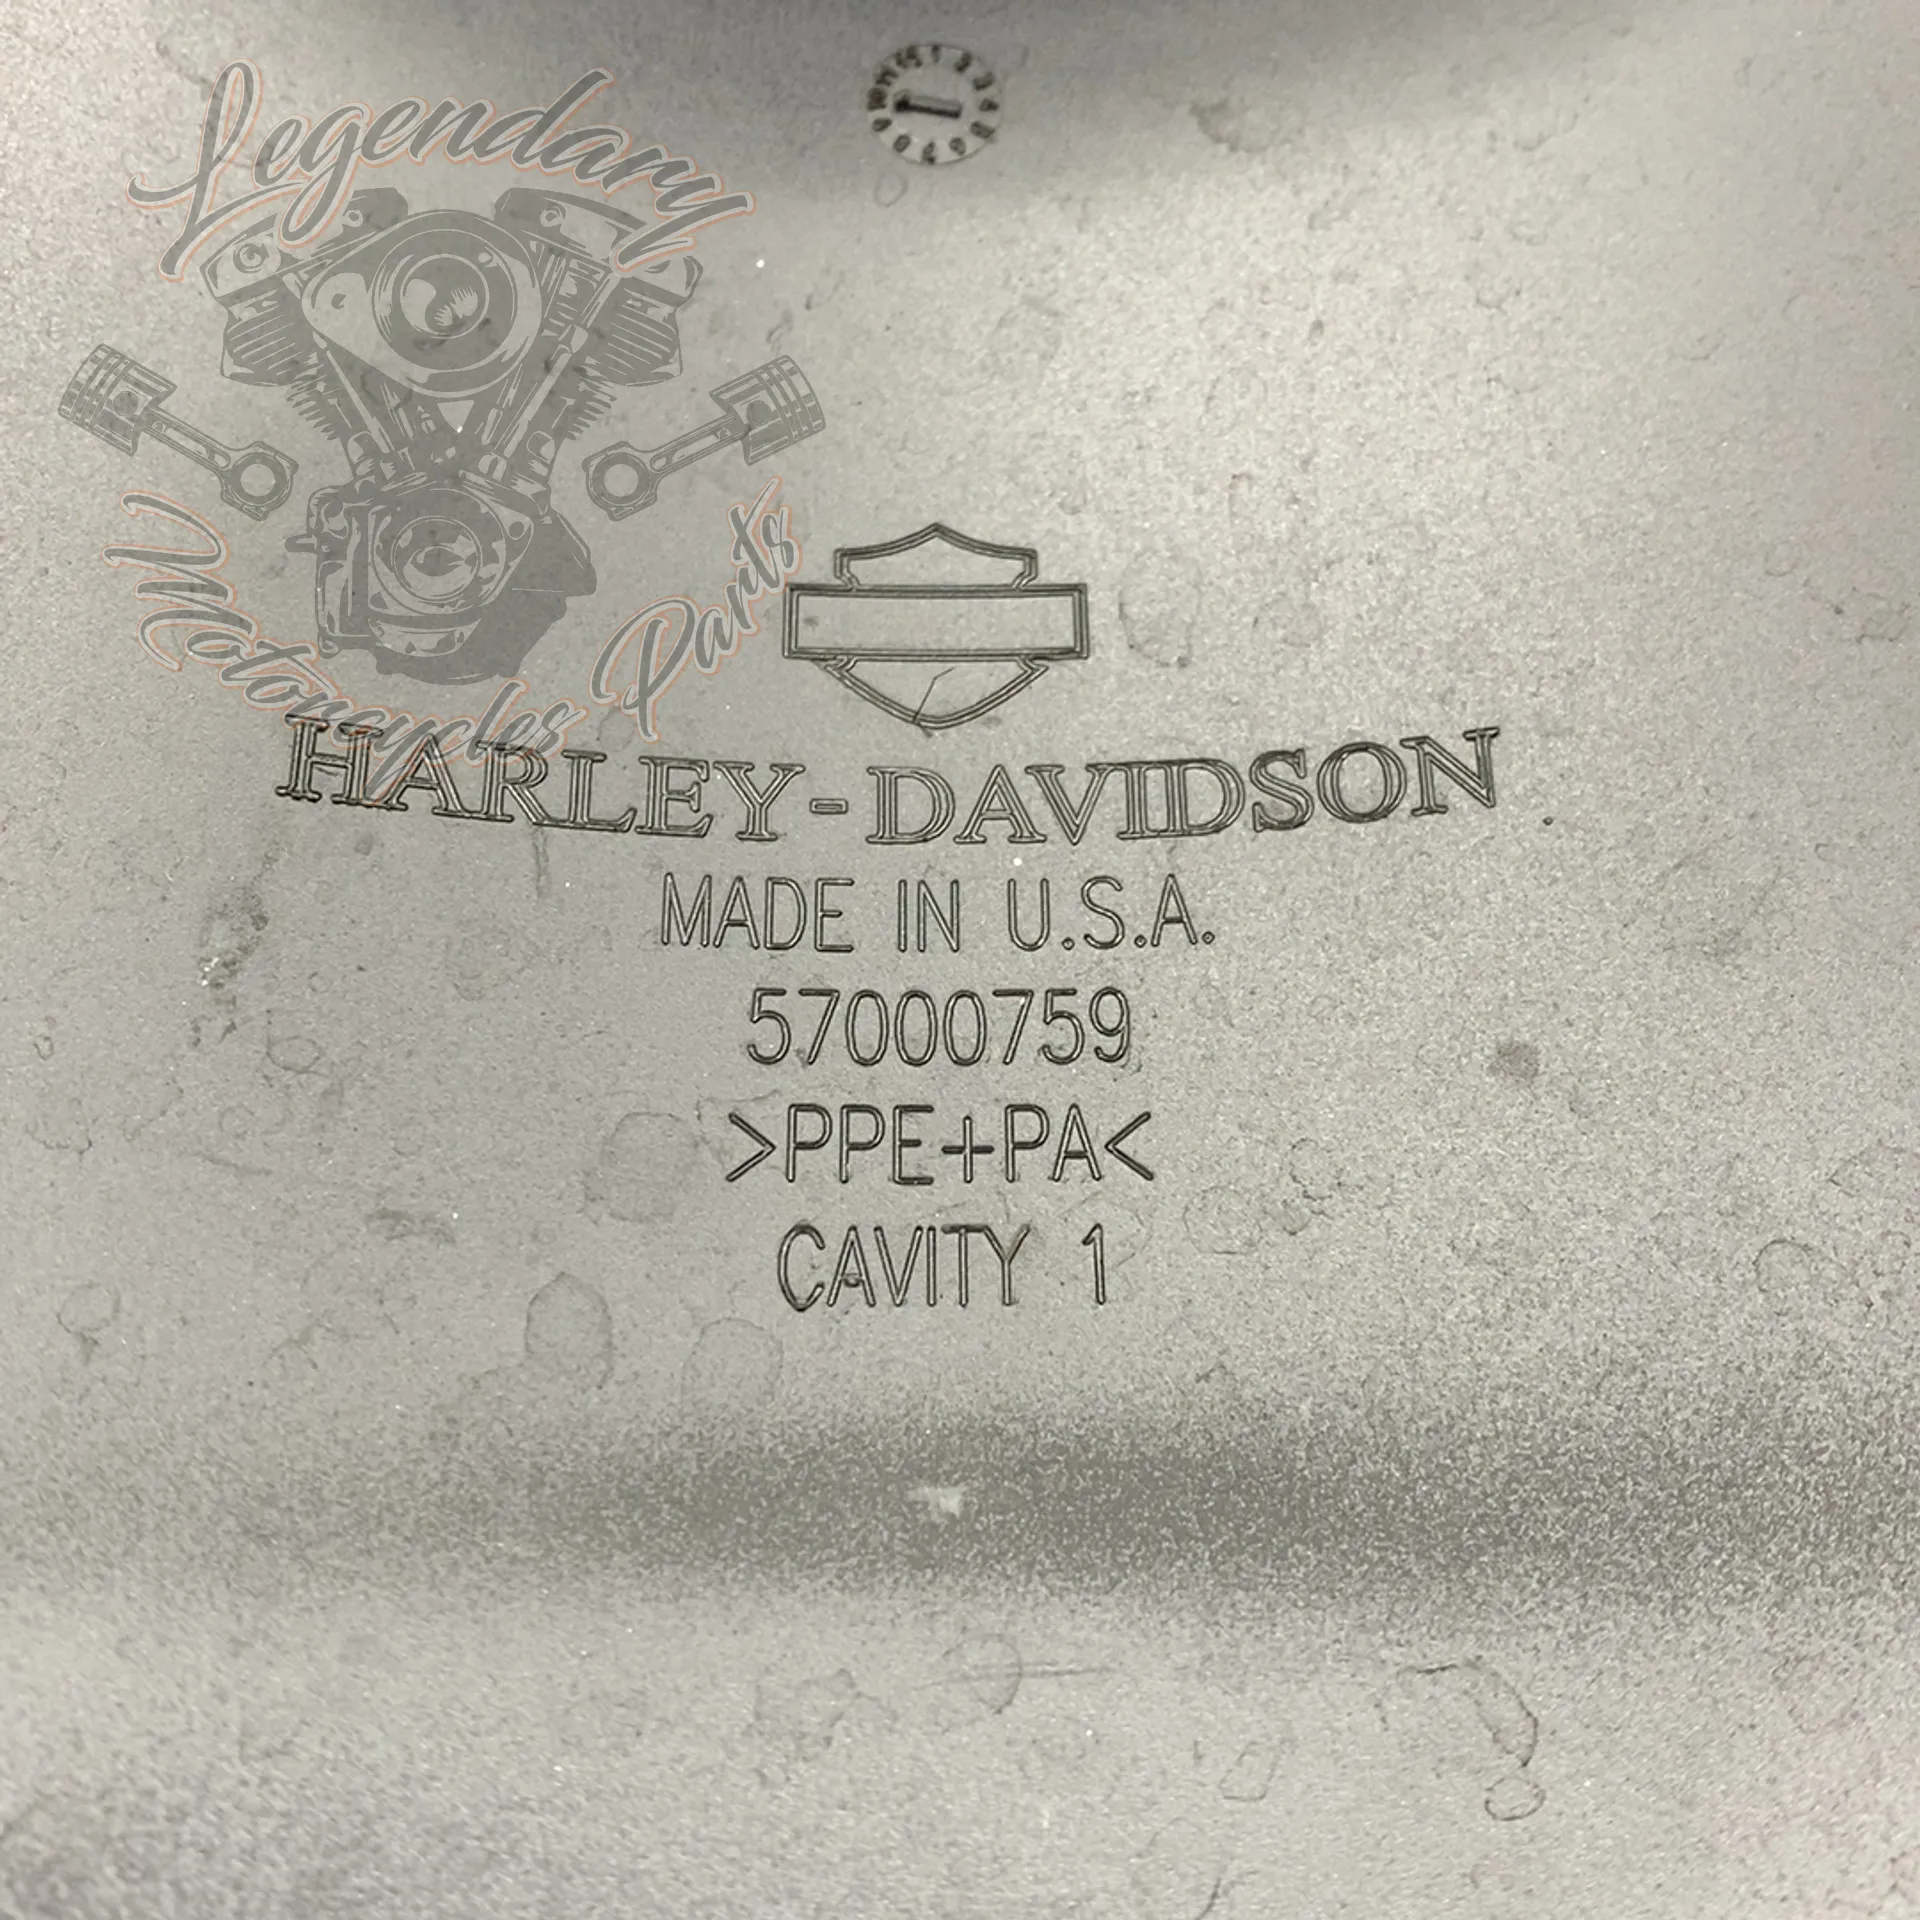 Legendary
Motorcycles Parts
HARLEY-DAVIDSON
MADE IN U.S.A.
57000759
>PPE+PA<
CAVITY 1